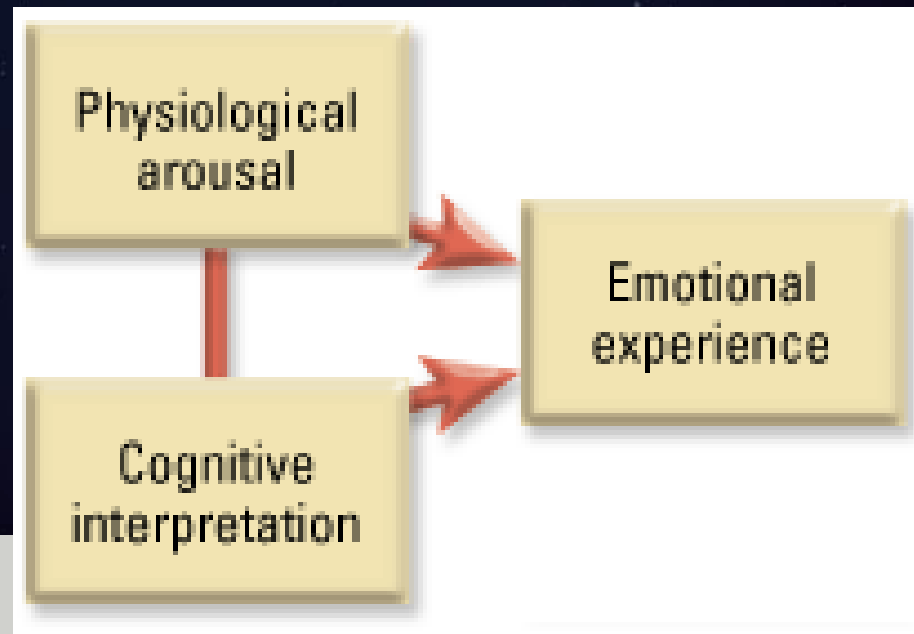 Physiological
arousal
Emotional
experience
Cognitive
interpretation